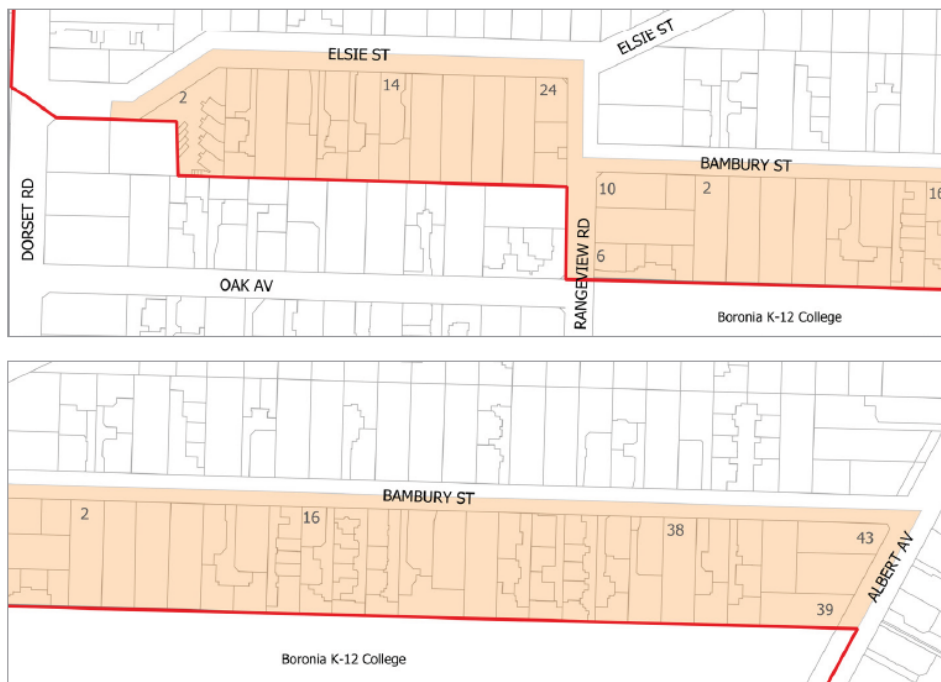 ELSIE ST
ELSIE ST
2
14
24
BAMBURY ST
10
2
16
DORSET RD
6
OAK AV
RANGEVIEW RD
Boronia K-12 College
BAMBURY ST
2
16
38
43
ALBERT AV
39
Boronia K-12 College